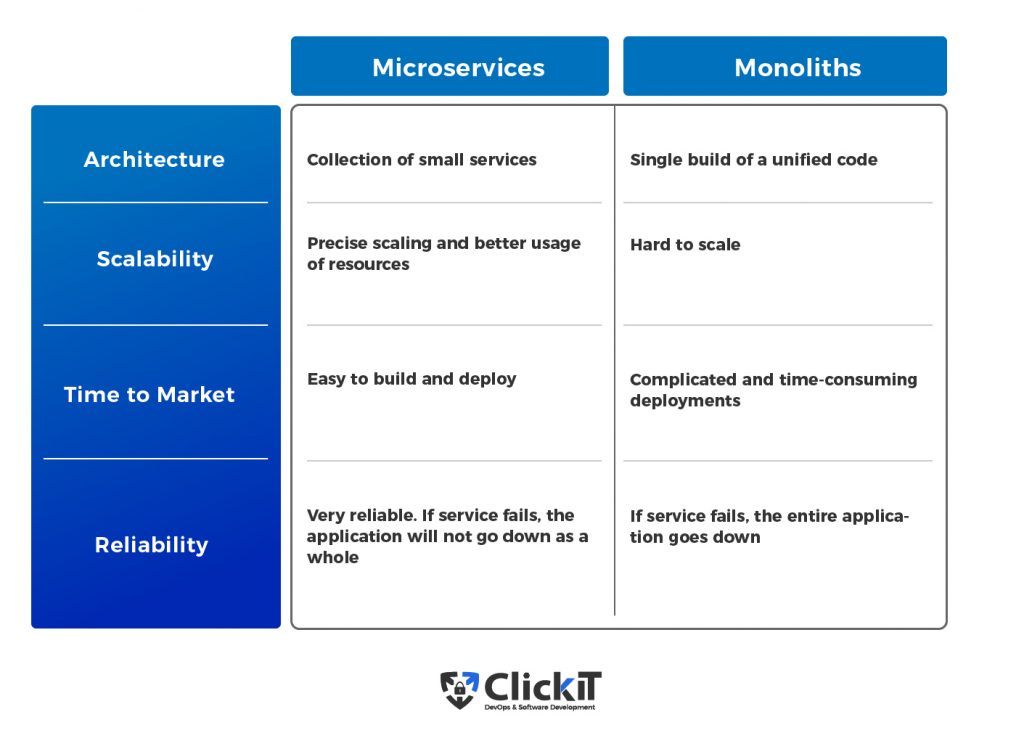 Microservices
Monoliths
Architecture
Collection of small services
Single build of a unified code
Scalability
Precise scaling and better usage
of resources
Hard to scale
Time to Market
Easy to build and deploy
Complicated and time-consuming
deployments
Reliability
Very reliable. If service fails, the
application will not go down as a
whole
If service fails, the entire applica-
tion goes down
ClickIT
DevOps & Software Development